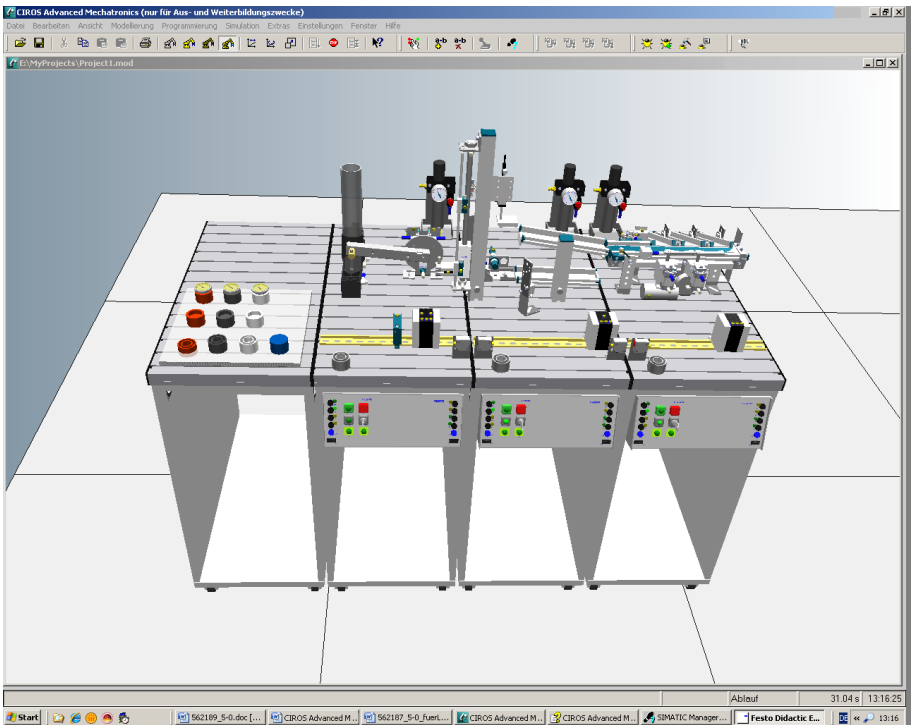 CIROS Advanced Mechatronics (nur für Aus- und Weiterbildungszwecke)
Datei Bearbeiten Ansicht Modellierung Programmierung Simulation Extras Einstellungen Fenster Hilfe
E:\MyProjects\Project1.mod
Ablauf 31.04 s 13:16:25
Start 562189_5-0.doc [... CIROS Advanced M... 562187_5-0_fuerL... CIROS Advanced M... CIROS Advanced M... SIMATIC Manager... Festo Didactic E... DE « 13:16